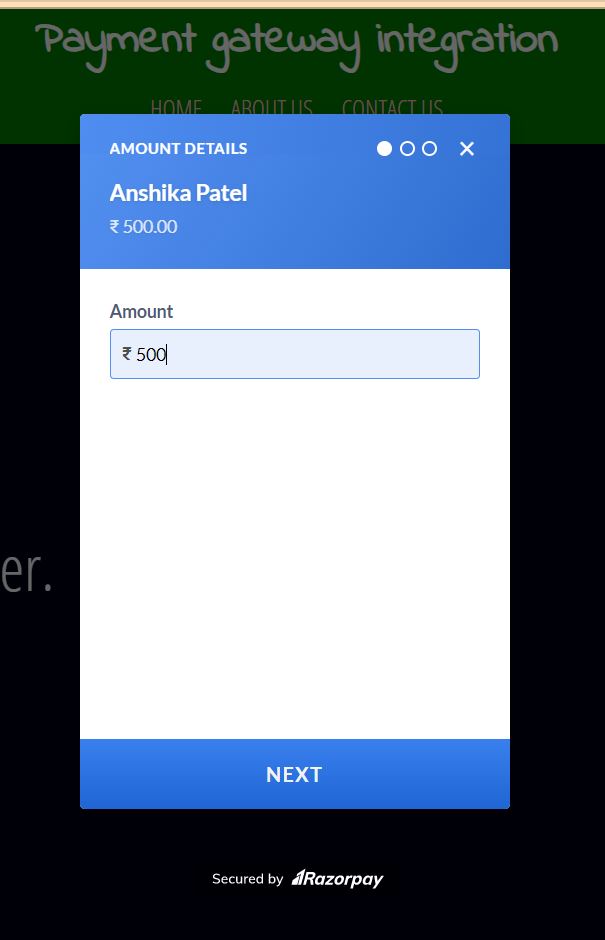 Payment gateway integration
HOME ABOUT US CONTACT US
AMOUNT DETAILS
Anshika Patel
₹ 500.00
Amount
₹ 500
er.
NEXT
Secured by Razorpay